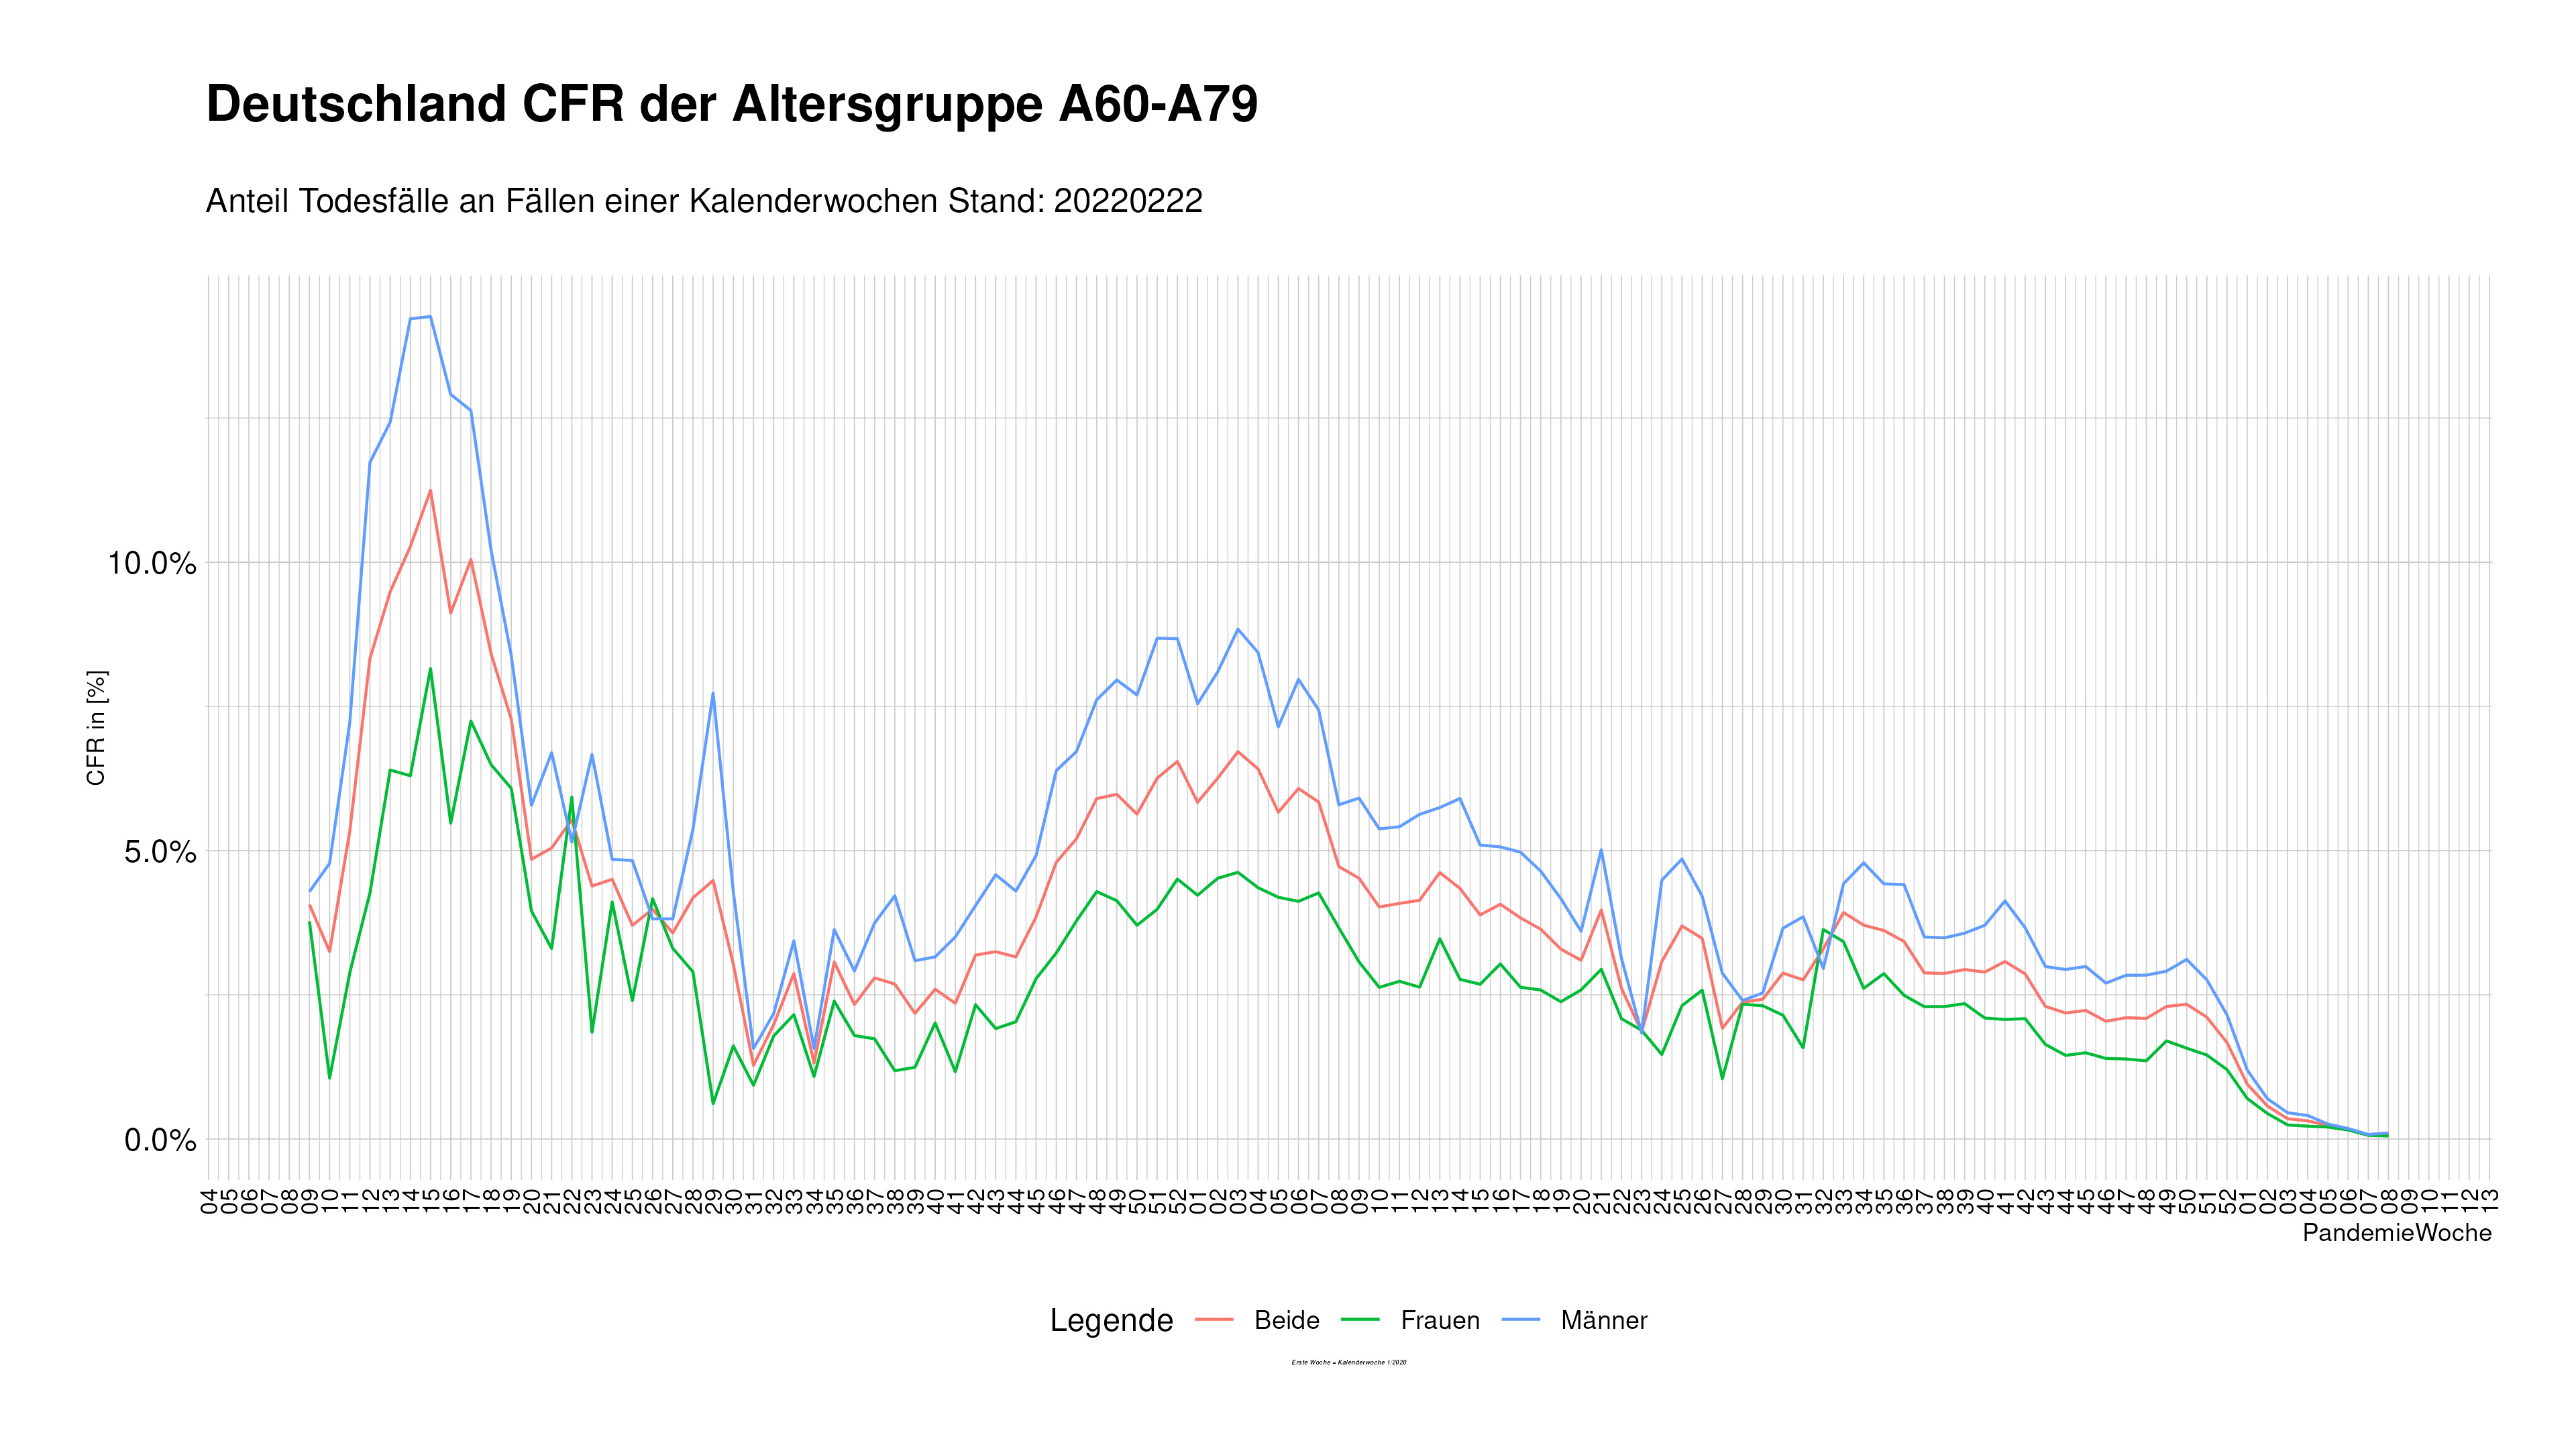 Deutschland CFR der Altersgruppe A60-A79
Anteil Todesfälle an Fällen einer Kalenderwochen Stand: 20220222
CFR in [%]
10.0%
5.0%
0.0%
04 05 06 07 08 09 10 11 12 13 14 15 16 17 18 19 20 21 22 23 24 25 26 27 28 29 30 31 32 33 34 35 36 37 38 39 40 41 42 43 44 45 46 47 48 49 50 51 52 01 02 03 04 05 06 07 08 09 10 11 12 13 14 15 16 17 18 19 20 21 22 23 24 25 26 27 28 29 30 31 32 33 34 35 36 37 38 39 40 41 42 43 44 45 46 47 48 49 50 51 52 01 02 03 04 05 06 07 08 09 10 11 12 13
PandemieWoche
Legende Beide Frauen Männer
Erste Woche = Kalenderwoche 1/2020